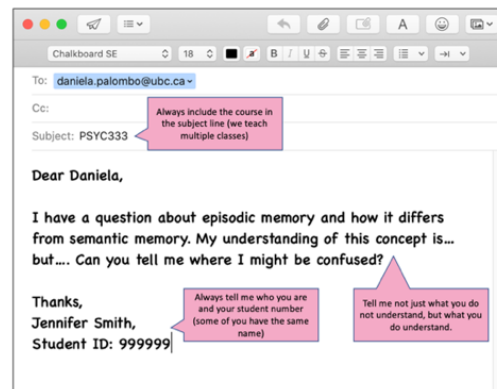 Chalkboard SE
18
B I U S
A
To: daniela.palombo@ubc.ca
Cc:
Subject: PSYC333
Always include the course in
the subject line (we teach
multiple classes)
Dear Daniela,
I have a question about episodic memory and how it differs
from semantic memory. My understanding of this concept is...
but.... Can you tell me where I might be confused?
Thanks,
Jennifer Smith,
Student ID: 999999
Always tell me who you are
and your student number
(some of you have the same
name)
Tell me not just what you do
not understand, but what you
do understand.